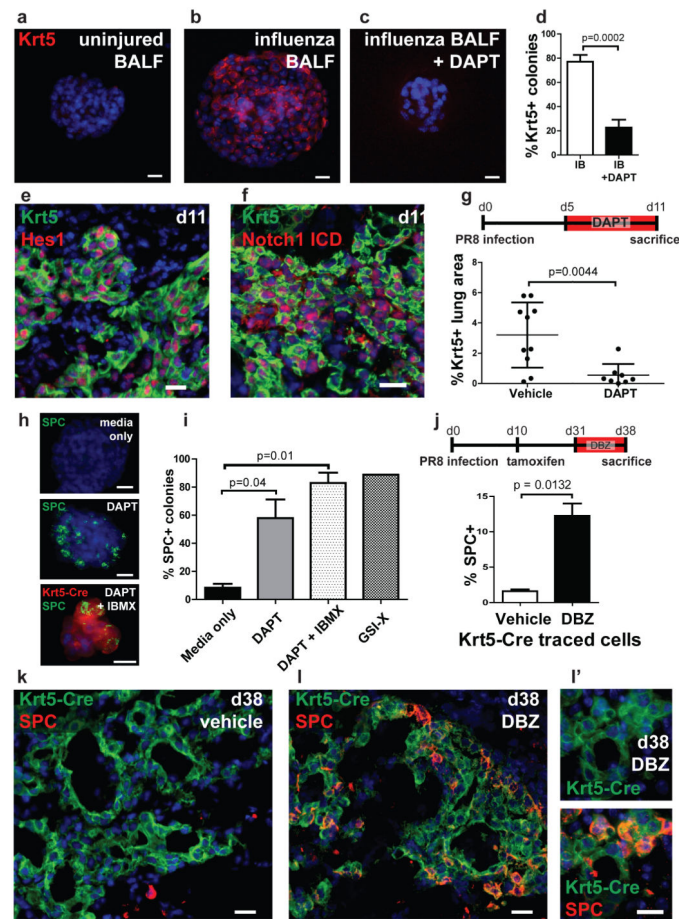 a
Krt5 uninjured
BALF
b
influenza
BALF
c
influenza BALF
+ DAPT
d
p=0.0002
%Krt5+ colonies
100
80
60
40
20
0
IB
IB
+DAPT
e
Krt5
d11
Hes1
f
Krt5
d11
Notch1 ICD
g
d0
d5
d11
DAPT
PR8 infection
sacrifice
p=0.0044
%Krt5+ lung area
8
6
4
2
0
Vehicle
DAPT
h
SPC
media
only
SPC
DAPT
Krt5-Cre
DAPT
SPC
+ IBMX
i
p=0.01
p=0.04
% SPC+ colonies
100
80
60
40
20
0
Media only
DAPT
DAPT + IBMX
GSI-X
j
d0
d10
d31
d38
DBZ
PR8 infection
tamoxifen
sacrifice
p = 0.0132
% SPC+
15
10
5
0
Vehicle
DBZ
Krt5-Cre traced cells
k
Krt5-Cre
d38
SPC
vehicle
l
Krt5-Cre
d38
SPC
DBZ
l'
d38
DBZ
Krt5-Cre
Krt5-Cre
SPC